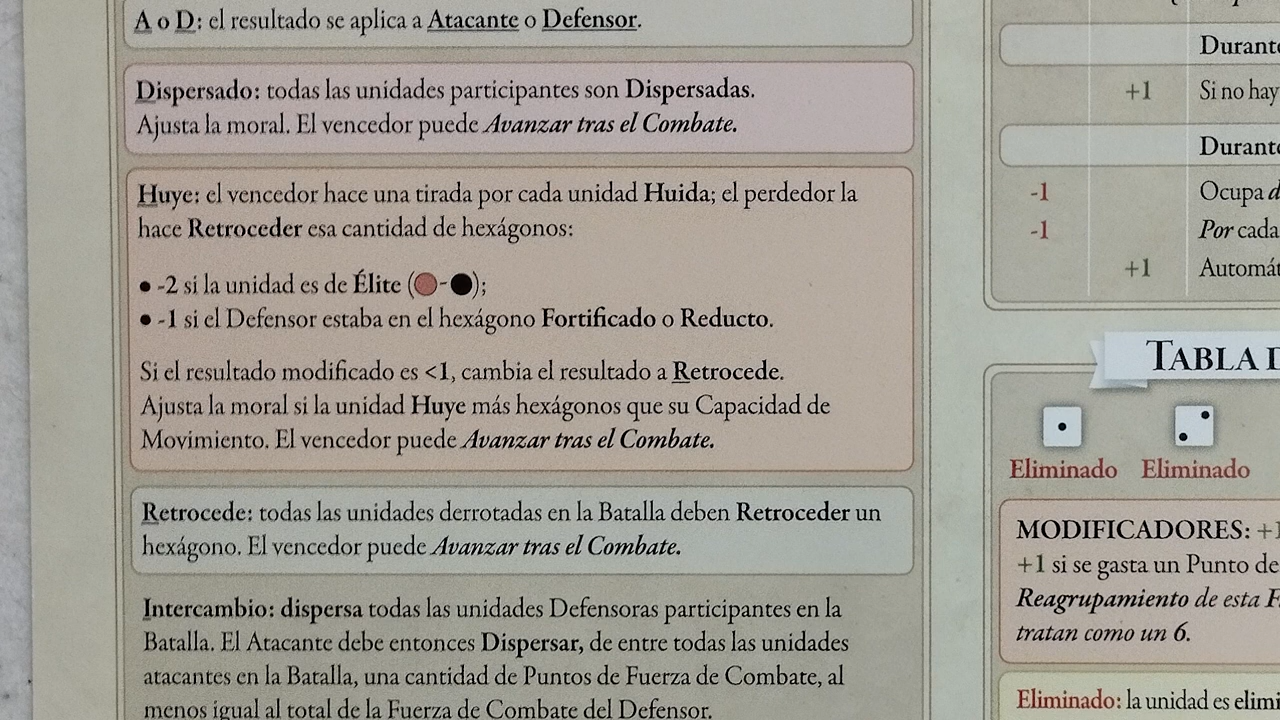 A o D: el resultado se aplica a Atacante o Defensor.
Dispersado: todas las unidades participantes son Dispersadas.
Ajusta la moral. El vencedor puede Avanzar tras el Combate.
Huye: el vencedor hace una tirada por cada unidad Huida; el perdedor la
hace Retroceder esa cantidad de hexágonos:
• -2 si la unidad es de Élite (●-●);
• -1 si el Defensor estaba en el hexágono Fortificado o Reducto.
Si el resultado modificado es <1, cambia el resultado a Retrocede.
Ajusta la moral si la unidad Huye más hexágonos que su Capacidad de
Movimiento. El vencedor puede Avanzar tras el Combate.
Retrocede: todas las unidades derrotadas en la Batalla deben Retroceder un
hexágono. El vencedor puede Avanzar tras el Combate.
Intercambio: dispersa todas las unidades Defensoras participantes en la
Batalla. El Atacante debe entonces Dispersar, de entre todas las unidades
atacantes en la Batalla, una cantidad de Puntos de Fuerza de Combate, al
menos igual al total de la Fuerza de Combate del Defensor.
Durante
+1 Si no hay
Durante
-1 Ocupa
-1 Por cada
+1
TABLA
Eliminado Eliminado
MODIFICADORES: +1
+1 si se gasta un Punto de
Reagrupamiento de esta
tratan como un 6.
Eliminado: la unidad es